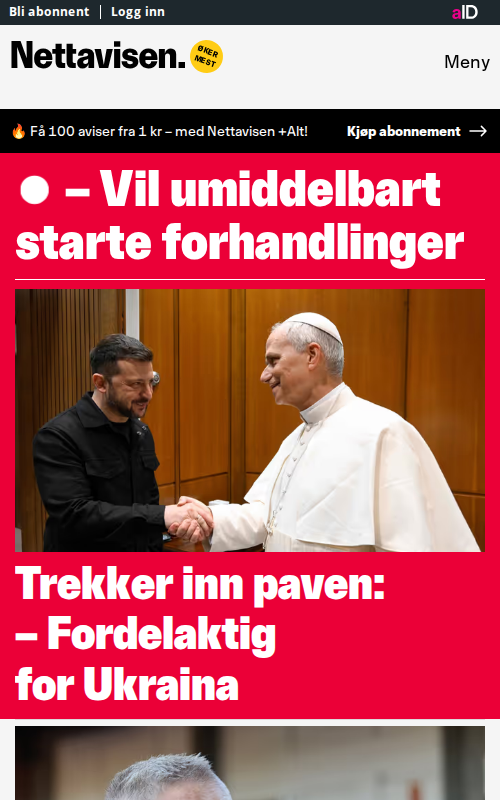 Bli abonnent | Logg inn
aID
Nettavisen.
ØKER
MEST
Meny
🔥 Få 100 aviser fra 1 kr – med Nettavisen +Alt!
Kjøp abonnement →
– Vil umiddelbart
starte forhandlinger
Trekker inn paven:
– Fordelaktig
for Ukraina